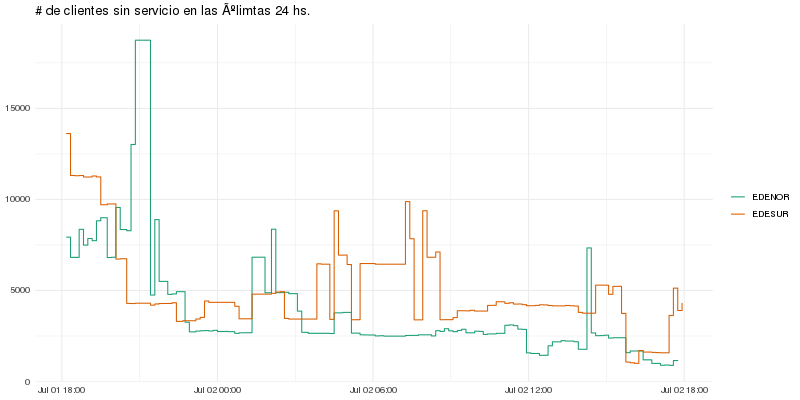 # de clientes sin servicio en las Ãºlimtas 24 hs.
15000
10000
5000
0
Jul 01 18:00
Jul 02 00:00
Jul 02 06:00
Jul 02 12:00
Jul 02 18:00
EDENOR
EDESUR